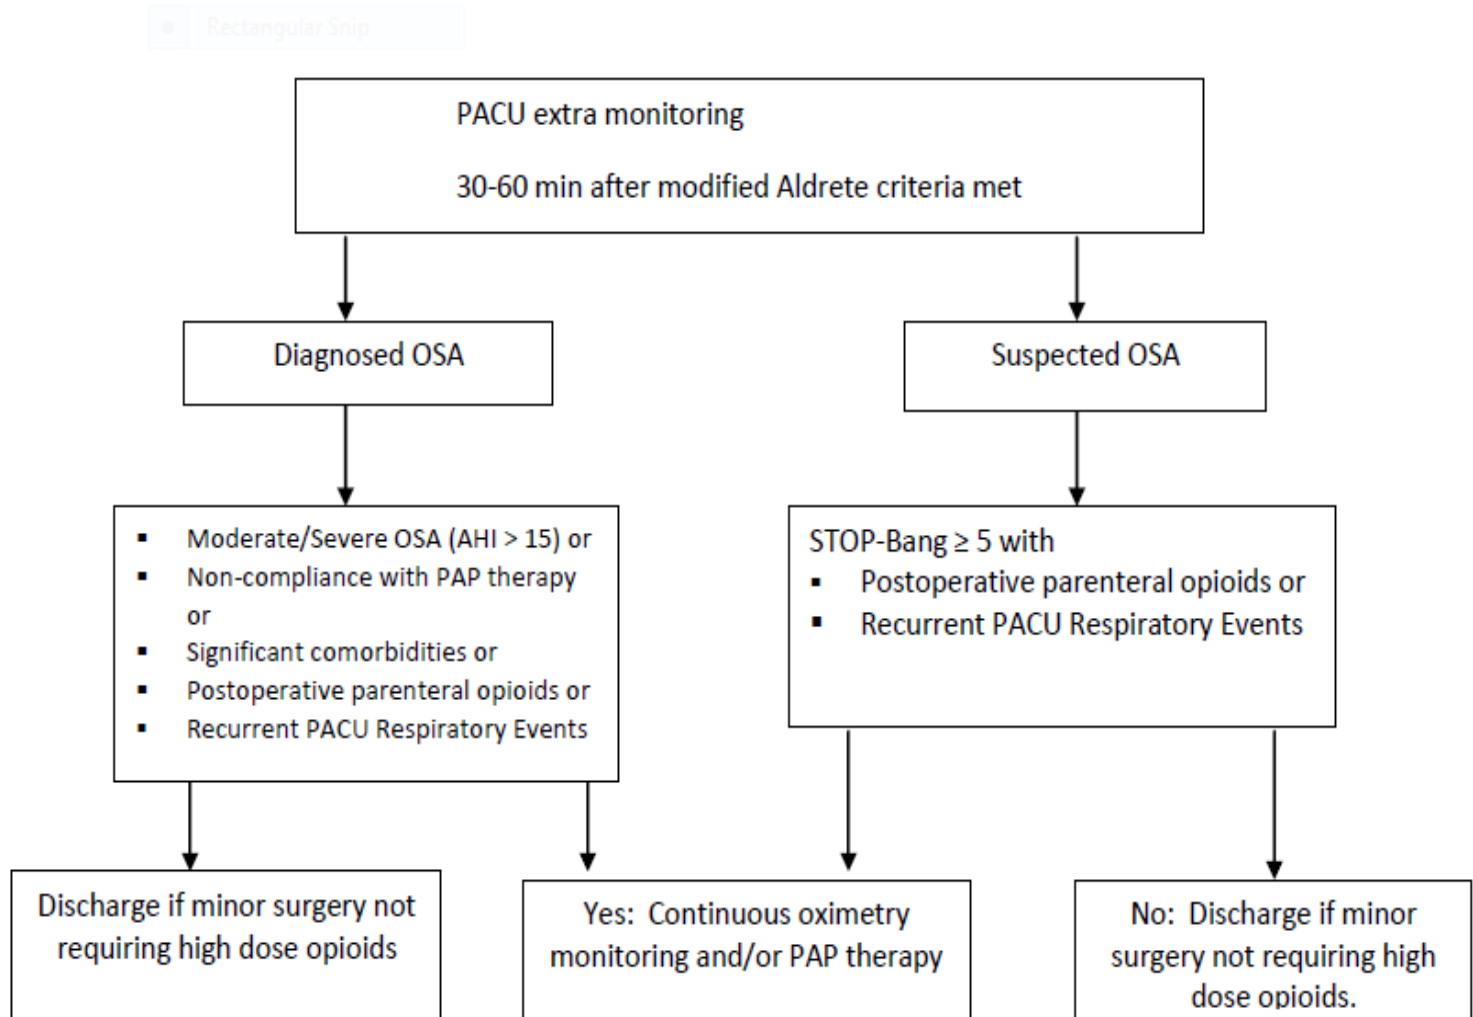 Rectangular Snip
PACU extra monitoring
30-60 min after modified Aldrete criteria met
Diagnosed OSA
Suspected OSA
▪ Moderate/Severe OSA (AHI > 15) or
▪ Non-compliance with PAP therapy
or
▪ Significant comorbidities or
▪ Postoperative parenteral opioids or
▪ Recurrent PACU Respiratory Events
STOP-Bang ≥ 5 with
▪ Postoperative parenteral opioids or
▪ Recurrent PACU Respiratory Events
Discharge if minor surgery not
requiring high dose opioids
Yes: Continuous oximetry
monitoring and/or PAP therapy
No: Discharge if minor
surgery not requiring high
dose opioids.